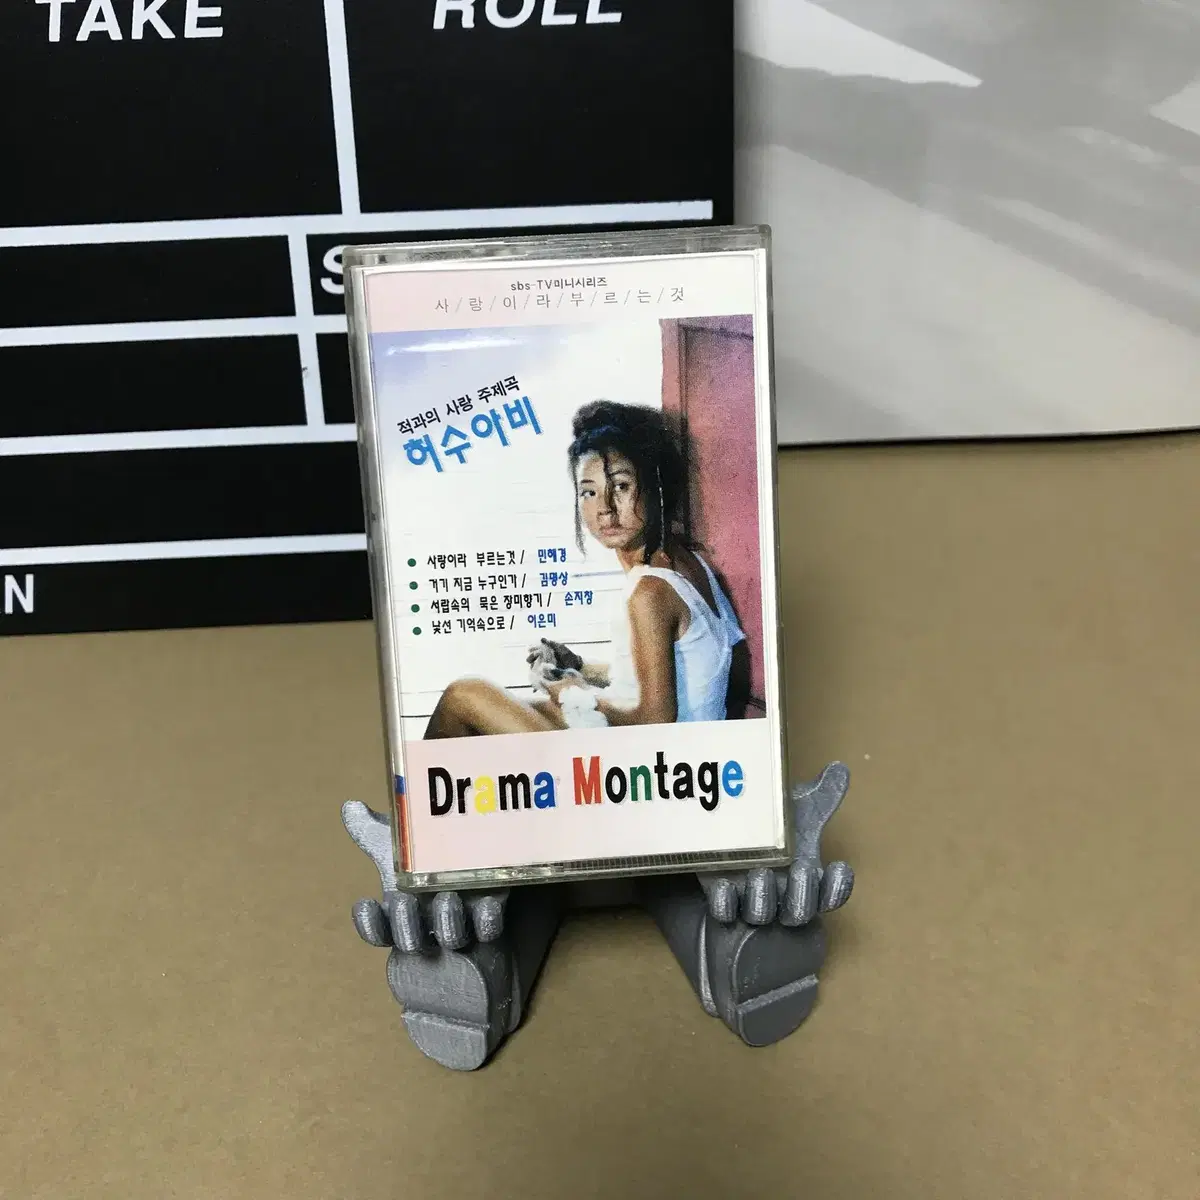 TAKE
ROLL
S
N
sbs-TV미니시리즈
사/랑/이/라/부/르/는/것
적과의 사랑 주제곡
허수아비
● 사랑이라 부르는것 / 민해경
● 거기 지금 누구인가 / 김명상
● 서랍속의 묵은 장미향기 / 손지창
● 낯선 기억속으로 / 이은미
Drama Montage